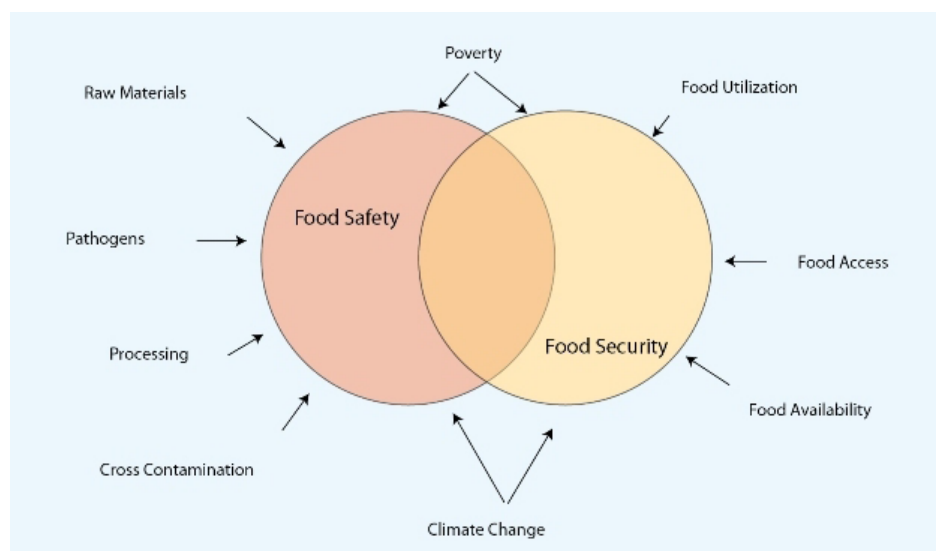 Poverty
Raw Materials
Food Utilization
Food Safety
Pathogens
Food Access
Food Security
Processing
Food Availability
Cross Contamination
Climate Change